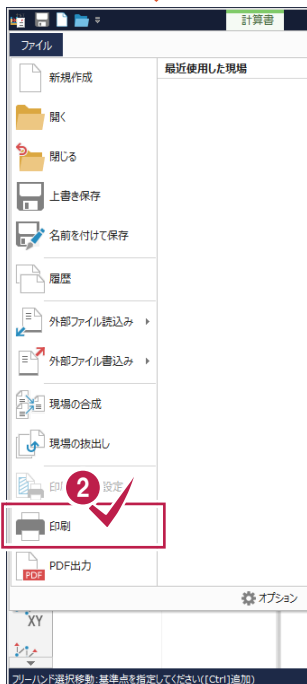 計算書
ファイル
最近使用した現場
新規作成
開く
閉じる
上書き保存
名前を付けて保存
履歴
外部ファイル読込み
外部ファイル書込み
現場の合成
現場の抜出し
設定
2
印刷
PDF
PDF出力
オプション
XY
フリーハンド選択移動:基準点を指定してください([Ctrl]追加)